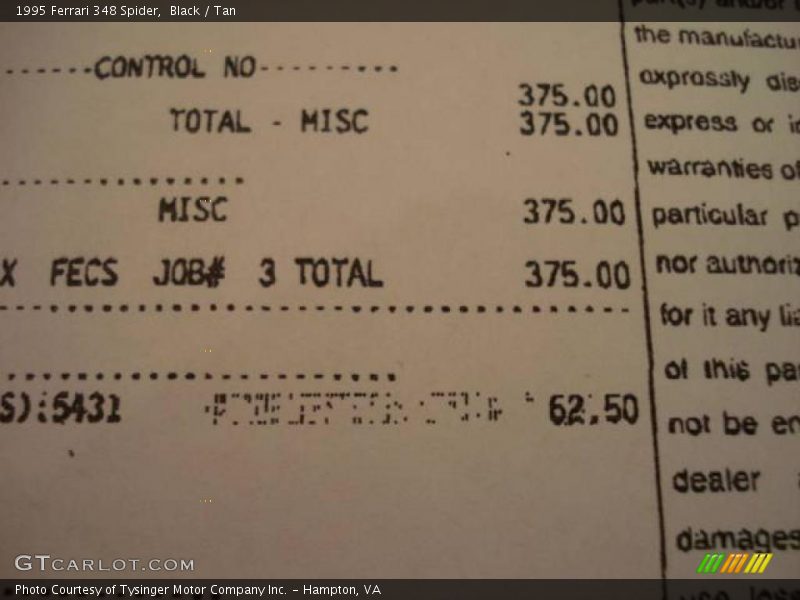 1995 Ferrari 348 Spider,  Black / Tan
------CONTROL NO----------
375.00
TOTAL - MISC 375.00
MISC 375.00
X FECS JOB# 3 TOTAL 375.00
S):5431 62.50
the manufactu
exprossly dis
express or i
warranties of
particular p
nor authoriz
for it any lia
of this pa
not be en
dealer
damages
GTCARLOT.COM
Photo Courtesy of Tysinger Motor Company Inc. – Hampton, VA